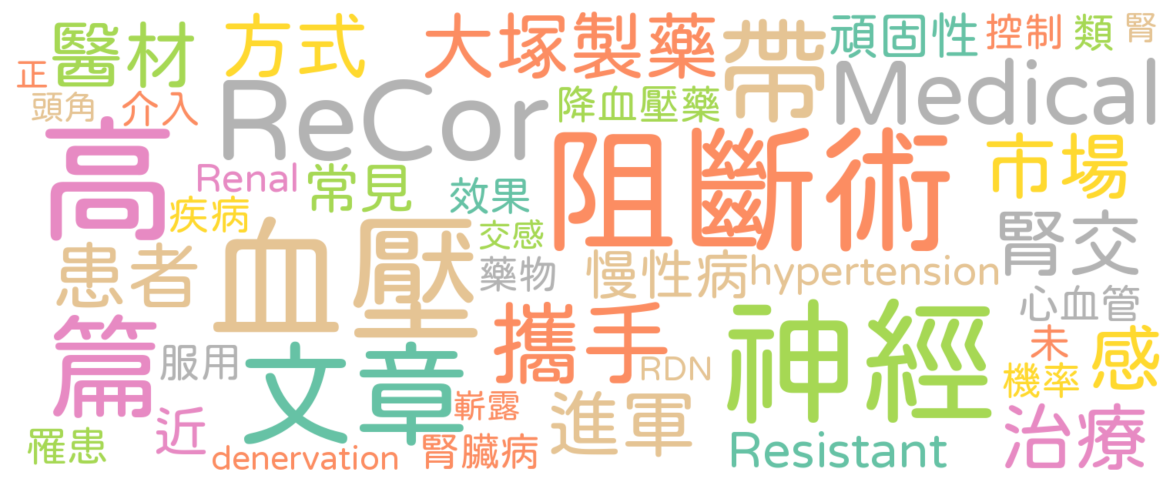 醫材
方式
大塚製藥
帶
頑固性
控制
類
腎
正
頭角
介入
ReCor
降血壓藥
Medical
高
阻斷術
市場
Renal
常見
效果
疾病
血壓
交感
腎交
患者
藥物
慢性病
hypertension
心血管
篇
服用
文章
攜手
RDN
神經
未
感
機率
近
嶄露
進軍
治療
罹患
denervation
腎臟病
Resistant